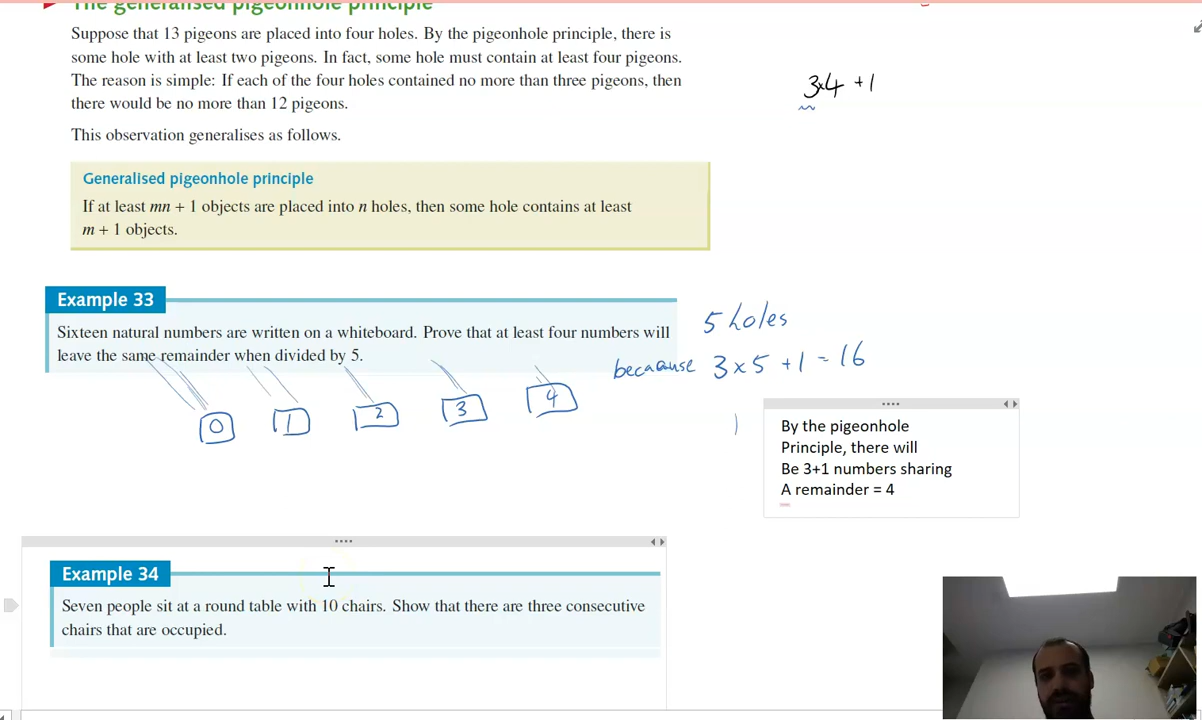 The generalised pigeonhole principle
Suppose that 13 pigeons are placed into four holes. By the pigeonhole principle, there is
some hole with at least two pigeons. In fact, some hole must contain at least four pigeons.
The reason is simple: If each of the four holes contained no more than three pigeons, then
there would be no more than 12 pigeons.
3×4 +1
This observation generalises as follows.
Generalised pigeonhole principle
If at least mn + 1 objects are placed into n holes, then some hole contains at least
m + 1 objects.
Example 33
Sixteen natural numbers are written on a whiteboard. Prove that at least four numbers will
leave the same remainder when divided by 5.
5 holes
becaause 3 × 5 + 1 = 16
0 1 2 3 4
By the pigeonhole
Principle, there will
Be 3+1 numbers sharing
A remainder = 4
Example 34
Seven people sit at a round table with 10 chairs. Show that there are three consecutive
chairs that are occupied.